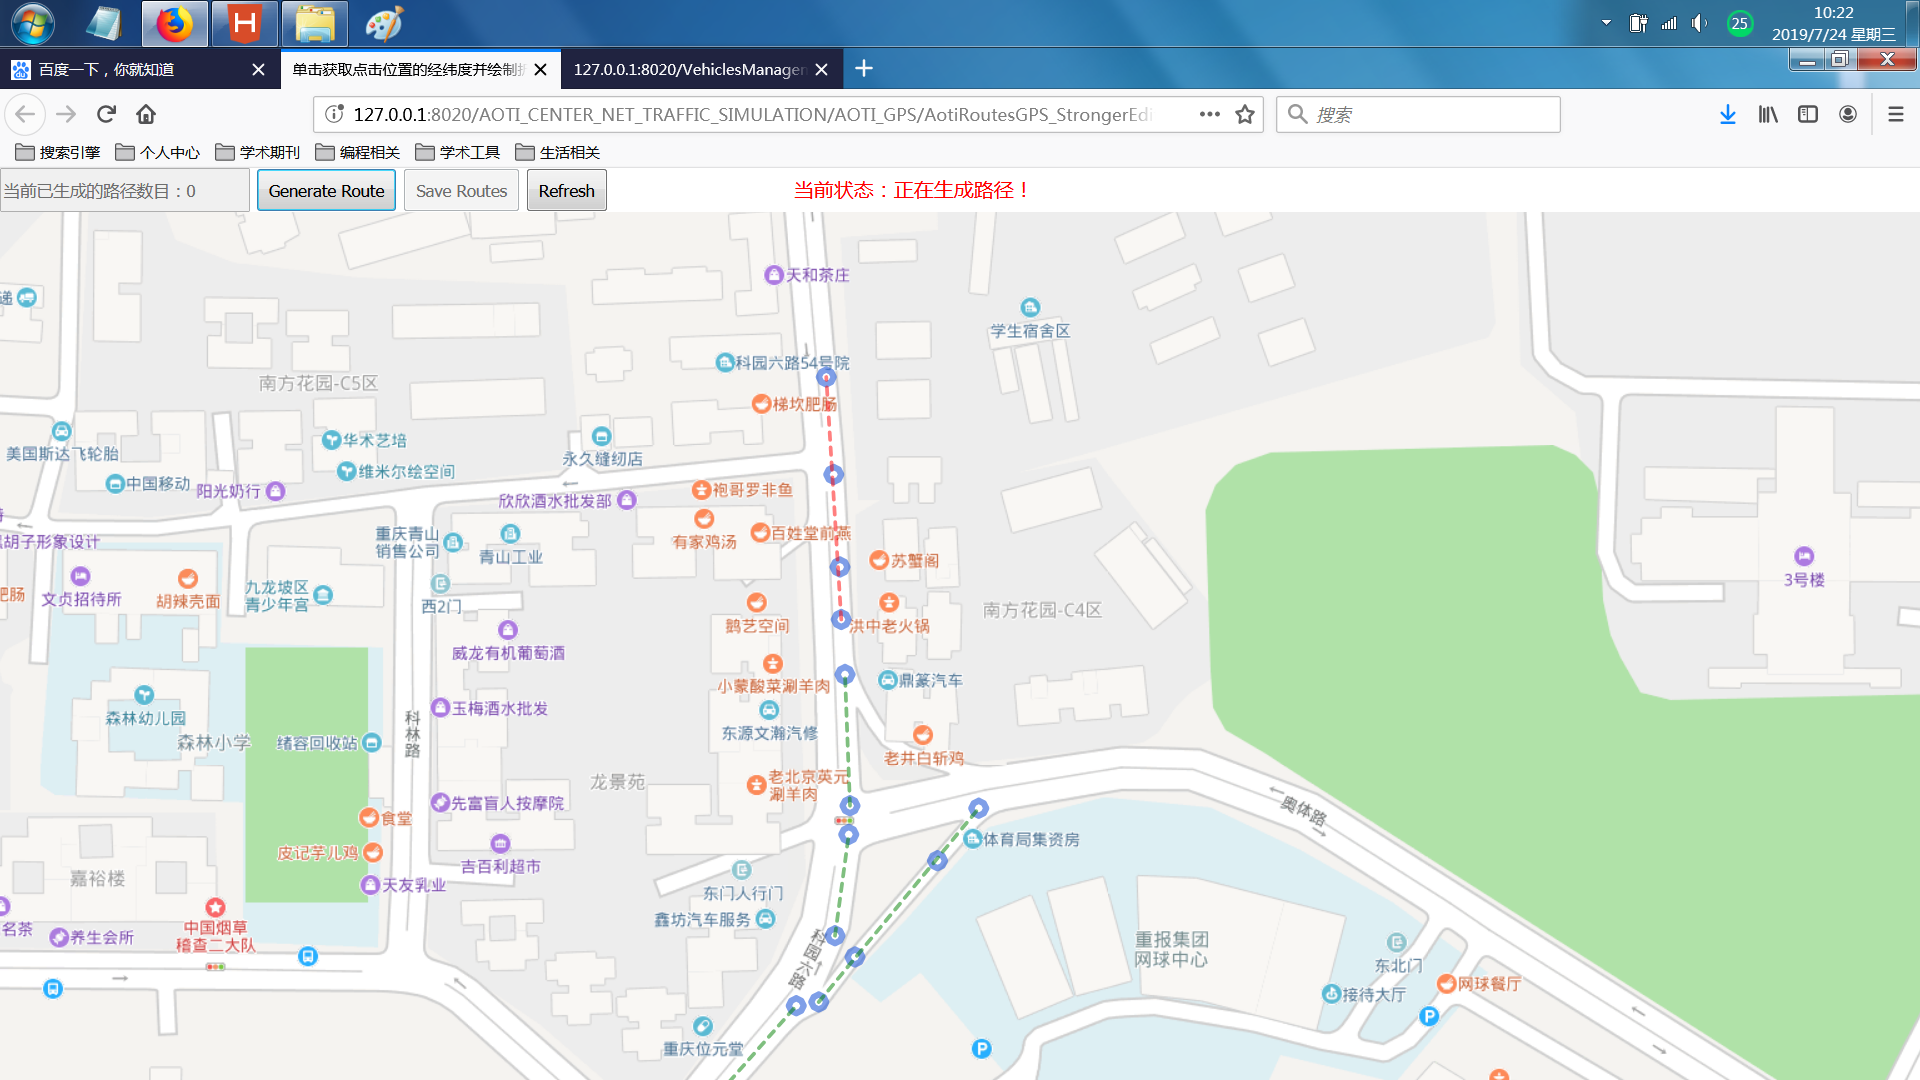 25
10:22
2019/7/24 星期三
百度一下，你就知道
单击获取点击位置的经纬度并绘制折
127.0.0.1:8020/VehiclesManagem
127.0.0.1:8020/AOTI_CENTER_NET_TRAFFIC_SIMULATION/AOTI_GPS/AotiRoutesGPS_StrongerEdi
搜索
搜索引擎
个人中心
学术期刊
编程相关
学术工具
生活相关
当前已生成的路径数目：0
Generate Route
Save Routes
Refresh
当前状态：正在生成路径！
天和茶庄
递
学生宿舍区
科园六路54号院
南方花园-C5区
梯坎肥肠
华术艺培
美国斯达飞轮胎
永久缝纫店
维米尔绘空间
中国移动
阳光奶行
欣欣酒水批发部
袍哥罗非鱼
胡子形象设计
重庆青山
销售公司
青山工业
有家鸡汤
百姓堂前燕
苏蟹阁
3号楼
肥肠
文贞招待所
胡辣壳面
九龙坡区
青少年宫
西2门
南方花园-C4区
鹅艺空间
洪中老火锅
威龙有机葡萄酒
小蒙酸菜涮羊肉
鼎篆汽车
森林幼儿园
玉梅酒水批发
科林路
东源文瀚汽修
森林小学
绪容回收站
老井白斩鸡
龙景苑
老北京英元
涮羊肉
先富盲人按摩院
奥体路
食堂
体育局集资房
皮记芋儿鸡
吉百利超市
嘉裕楼
天友乳业
东门人行门
鑫坊汽车服务
名茶
养生会所
中国烟草
稽查二大队
科园六路
重报集团
网球中心
东北门
网球餐厅
接待大厅
P
P
重庆位元堂